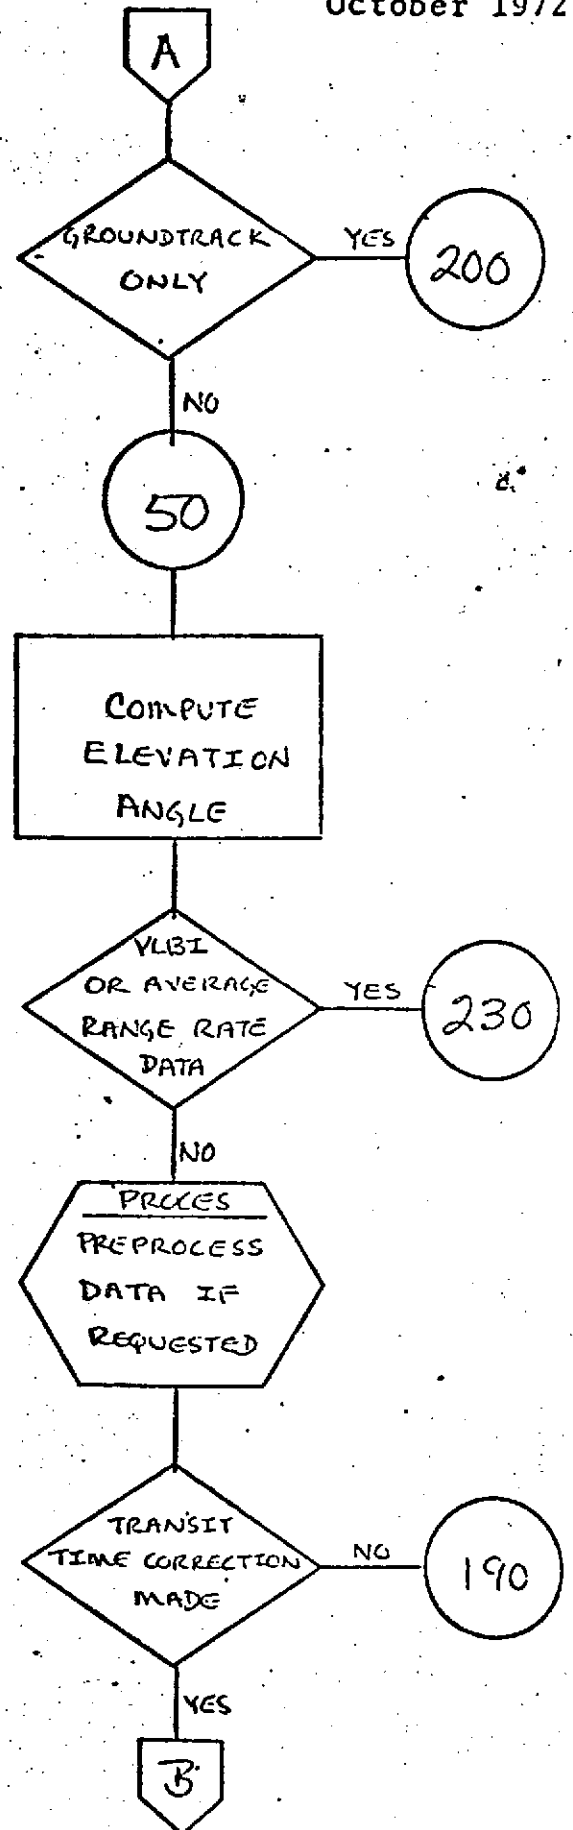 October 1972
A
GROUNDTRACK
ONLY
YES
200
NO
50
COMPUTE
ELEVATION
ANGLE
VLBI
OR AVERAGE
RANGE RATE
DATA
YES
230
NO
PROCES
PREPROCESS
DATA IF
REQUESTED
TRANSIT
TIME CORRECTION
MADE
NO
190
YES
B